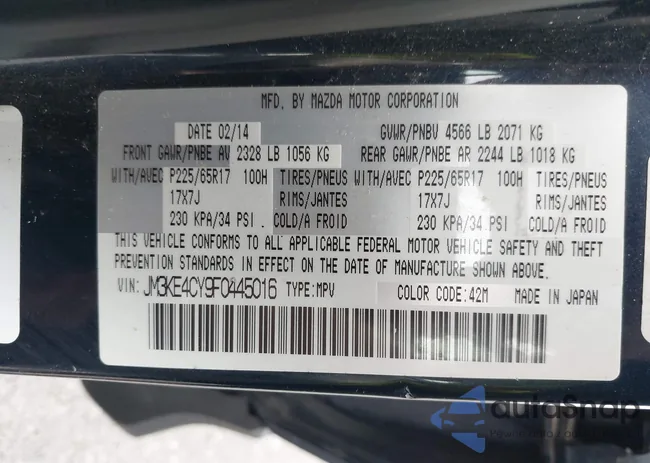 MFD. BY MAZDA MOTOR CORPORATION
DATE 02/14 GVWR/PNBV 4566 LB 2071 KG
FRONT GAWR/PNBE AV 2328 LB 1056 KG REAR GAWR/PNBE AR 2244 LB 1018 KG
WITH/AVEC P225/65R17 100H TIRES/PNEUS WITH/AVEC P225/65R17 100H TIRES/PNEUS
17X7J RIMS/JANTES 17X7J RIMS/JANTES
230 KPA/34 PSI . COLD/A FROID 230 KPA/34 PSI . COLD/A FROID
THIS VEHICLE CONFORMS TO ALL APPLICABLE FEDERAL MOTOR VEHICLE SAFETY AND THEFT
PREVENTION STANDARDS IN EFFECT ON THE DATE OF MANUFACTURE SHOWN ABOVE.
VIN: JM3KE4CY9F0445016 TYPE:MPV COLOR CODE:42M MADE IN JAPAN